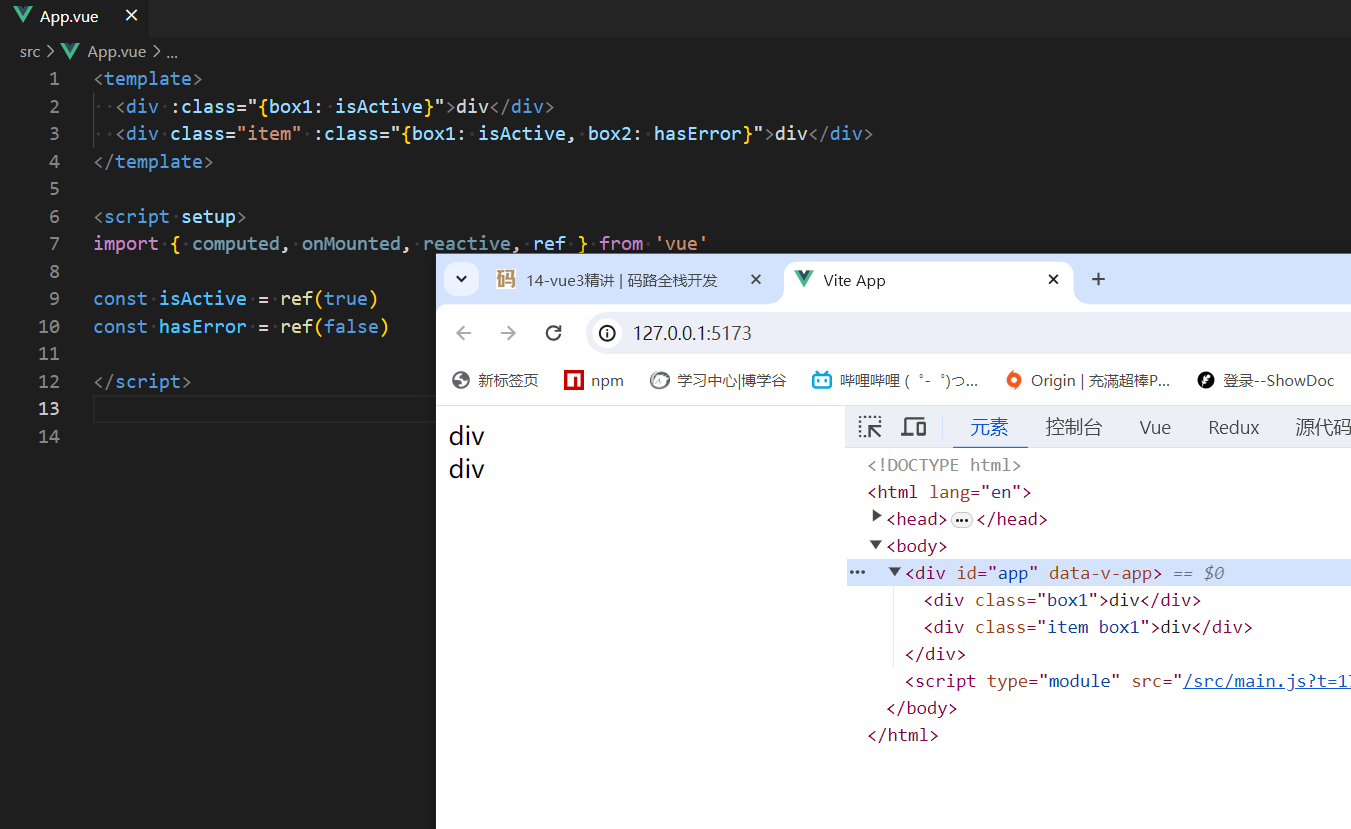 App.vue ×
src > App.vue > ...
1 <template>
2 <div :class="{box1: isActive}">div</div>
3 <div class="item" :class="{box1: isActive, box2: hasError}">div</div>
4 </template>
5
6 <script setup>
7 import { computed, onMounted, reactive, ref } from 'vue'
8
9 const isActive = ref(true)
10 const hasError = ref(false)
11
12 </script>
13
14
码 14-vue3精讲 | 码路全栈开发 × Vite App × +
127.0.0.1:5173
新标签页 npm 学习中心|博学谷 哔哩哔哩 ( ゜- ゜)つ... Origin | 充满超棒P... 登录--ShowDoc
div
div
元素 控制台 Vue Redux 源代码
<!DOCTYPE html>
<html lang="en">
<head>…</head>
<body>
<div id="app" data-v-app> == $0
<div class="box1">div</div>
<div class="item box1">div</div>
</div>
<script type="module" src="/src/main.js?t=17
</body>
</html>